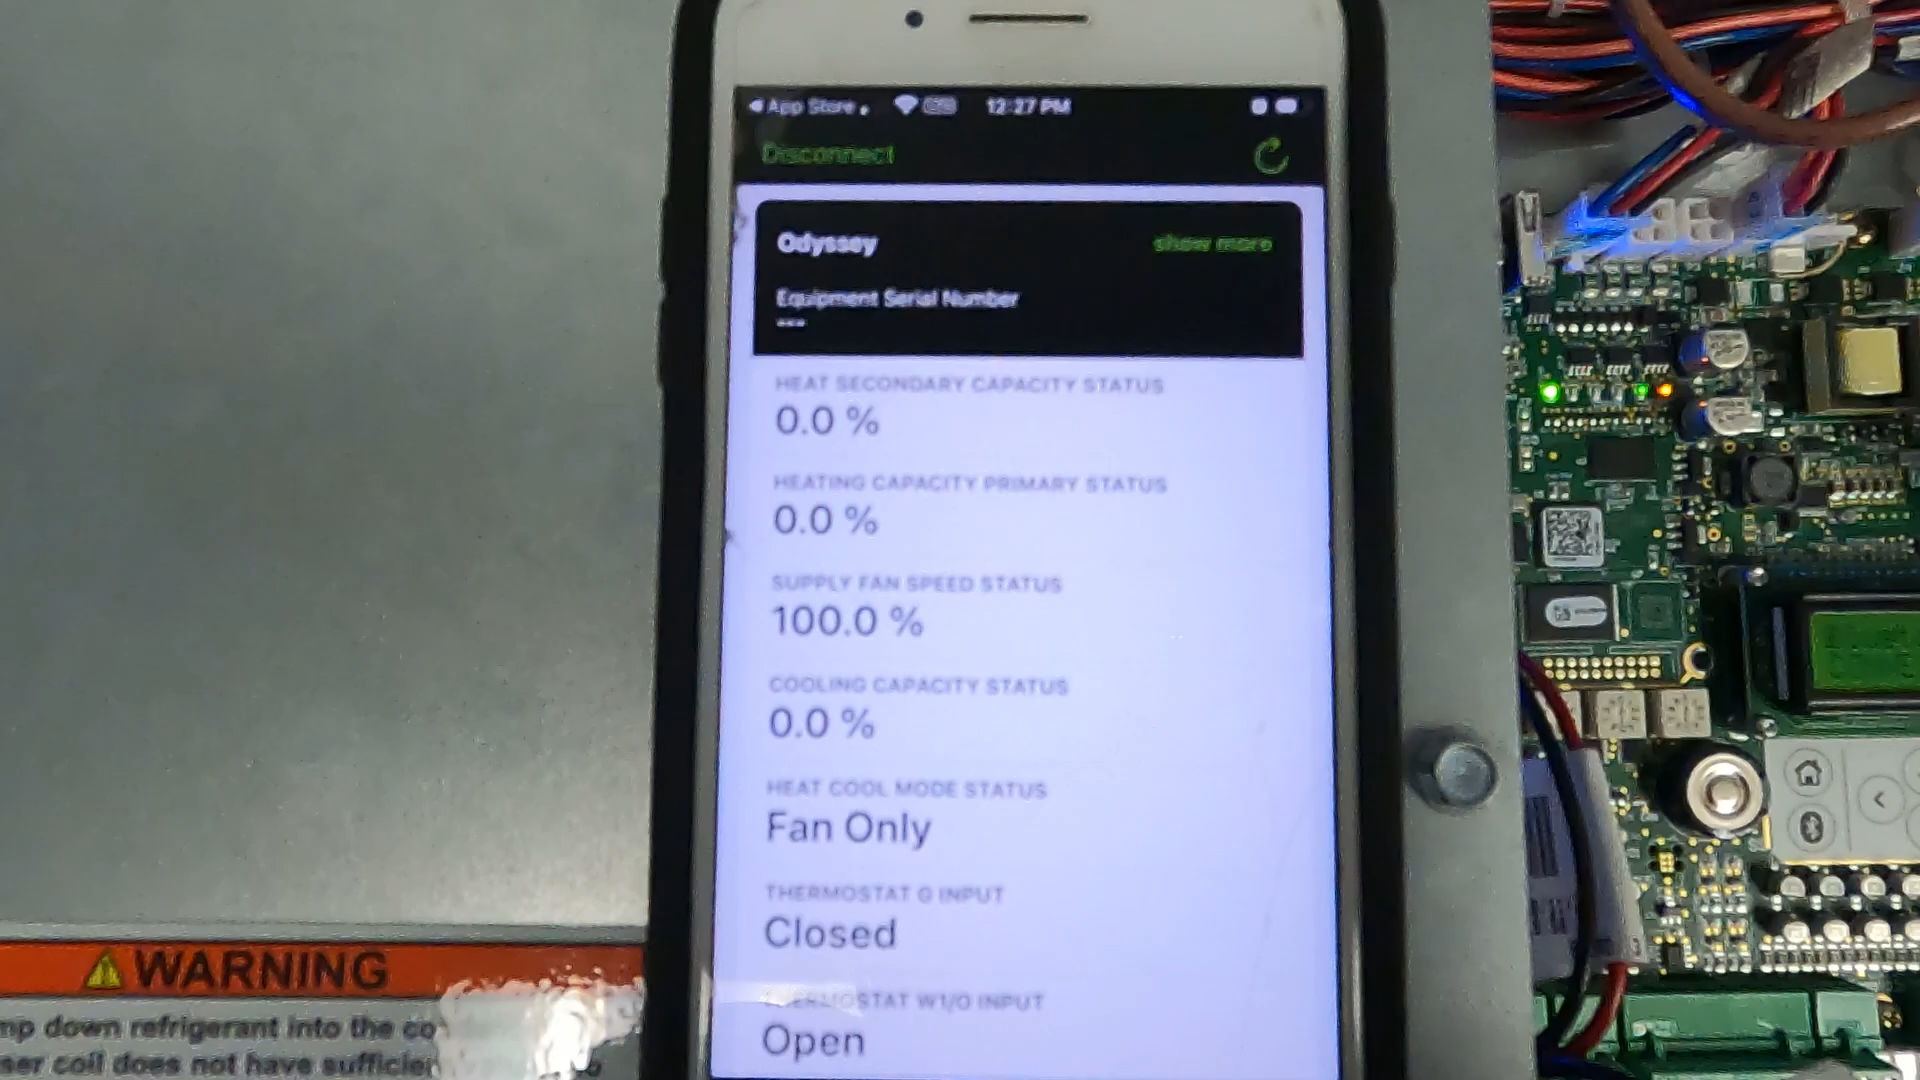 App Store
12:27 PM
Disconnect
Odyssey
show more
Equipment Serial Number
---
HEAT SECONDARY CAPACITY STATUS
0.0 %
HEATING CAPACITY PRIMARY STATUS
0.0 %
SUPPLY FAN SPEED STATUS
100.0 %
COOLING CAPACITY STATUS
0.0 %
HEAT COOL MODE STATUS
Fan Only
THERMOSTAT G INPUT
Closed
THERMOSTAT W1/O INPUT
Open
WARNING
mp down refrigerant into the co
ser coil does not have sufficie